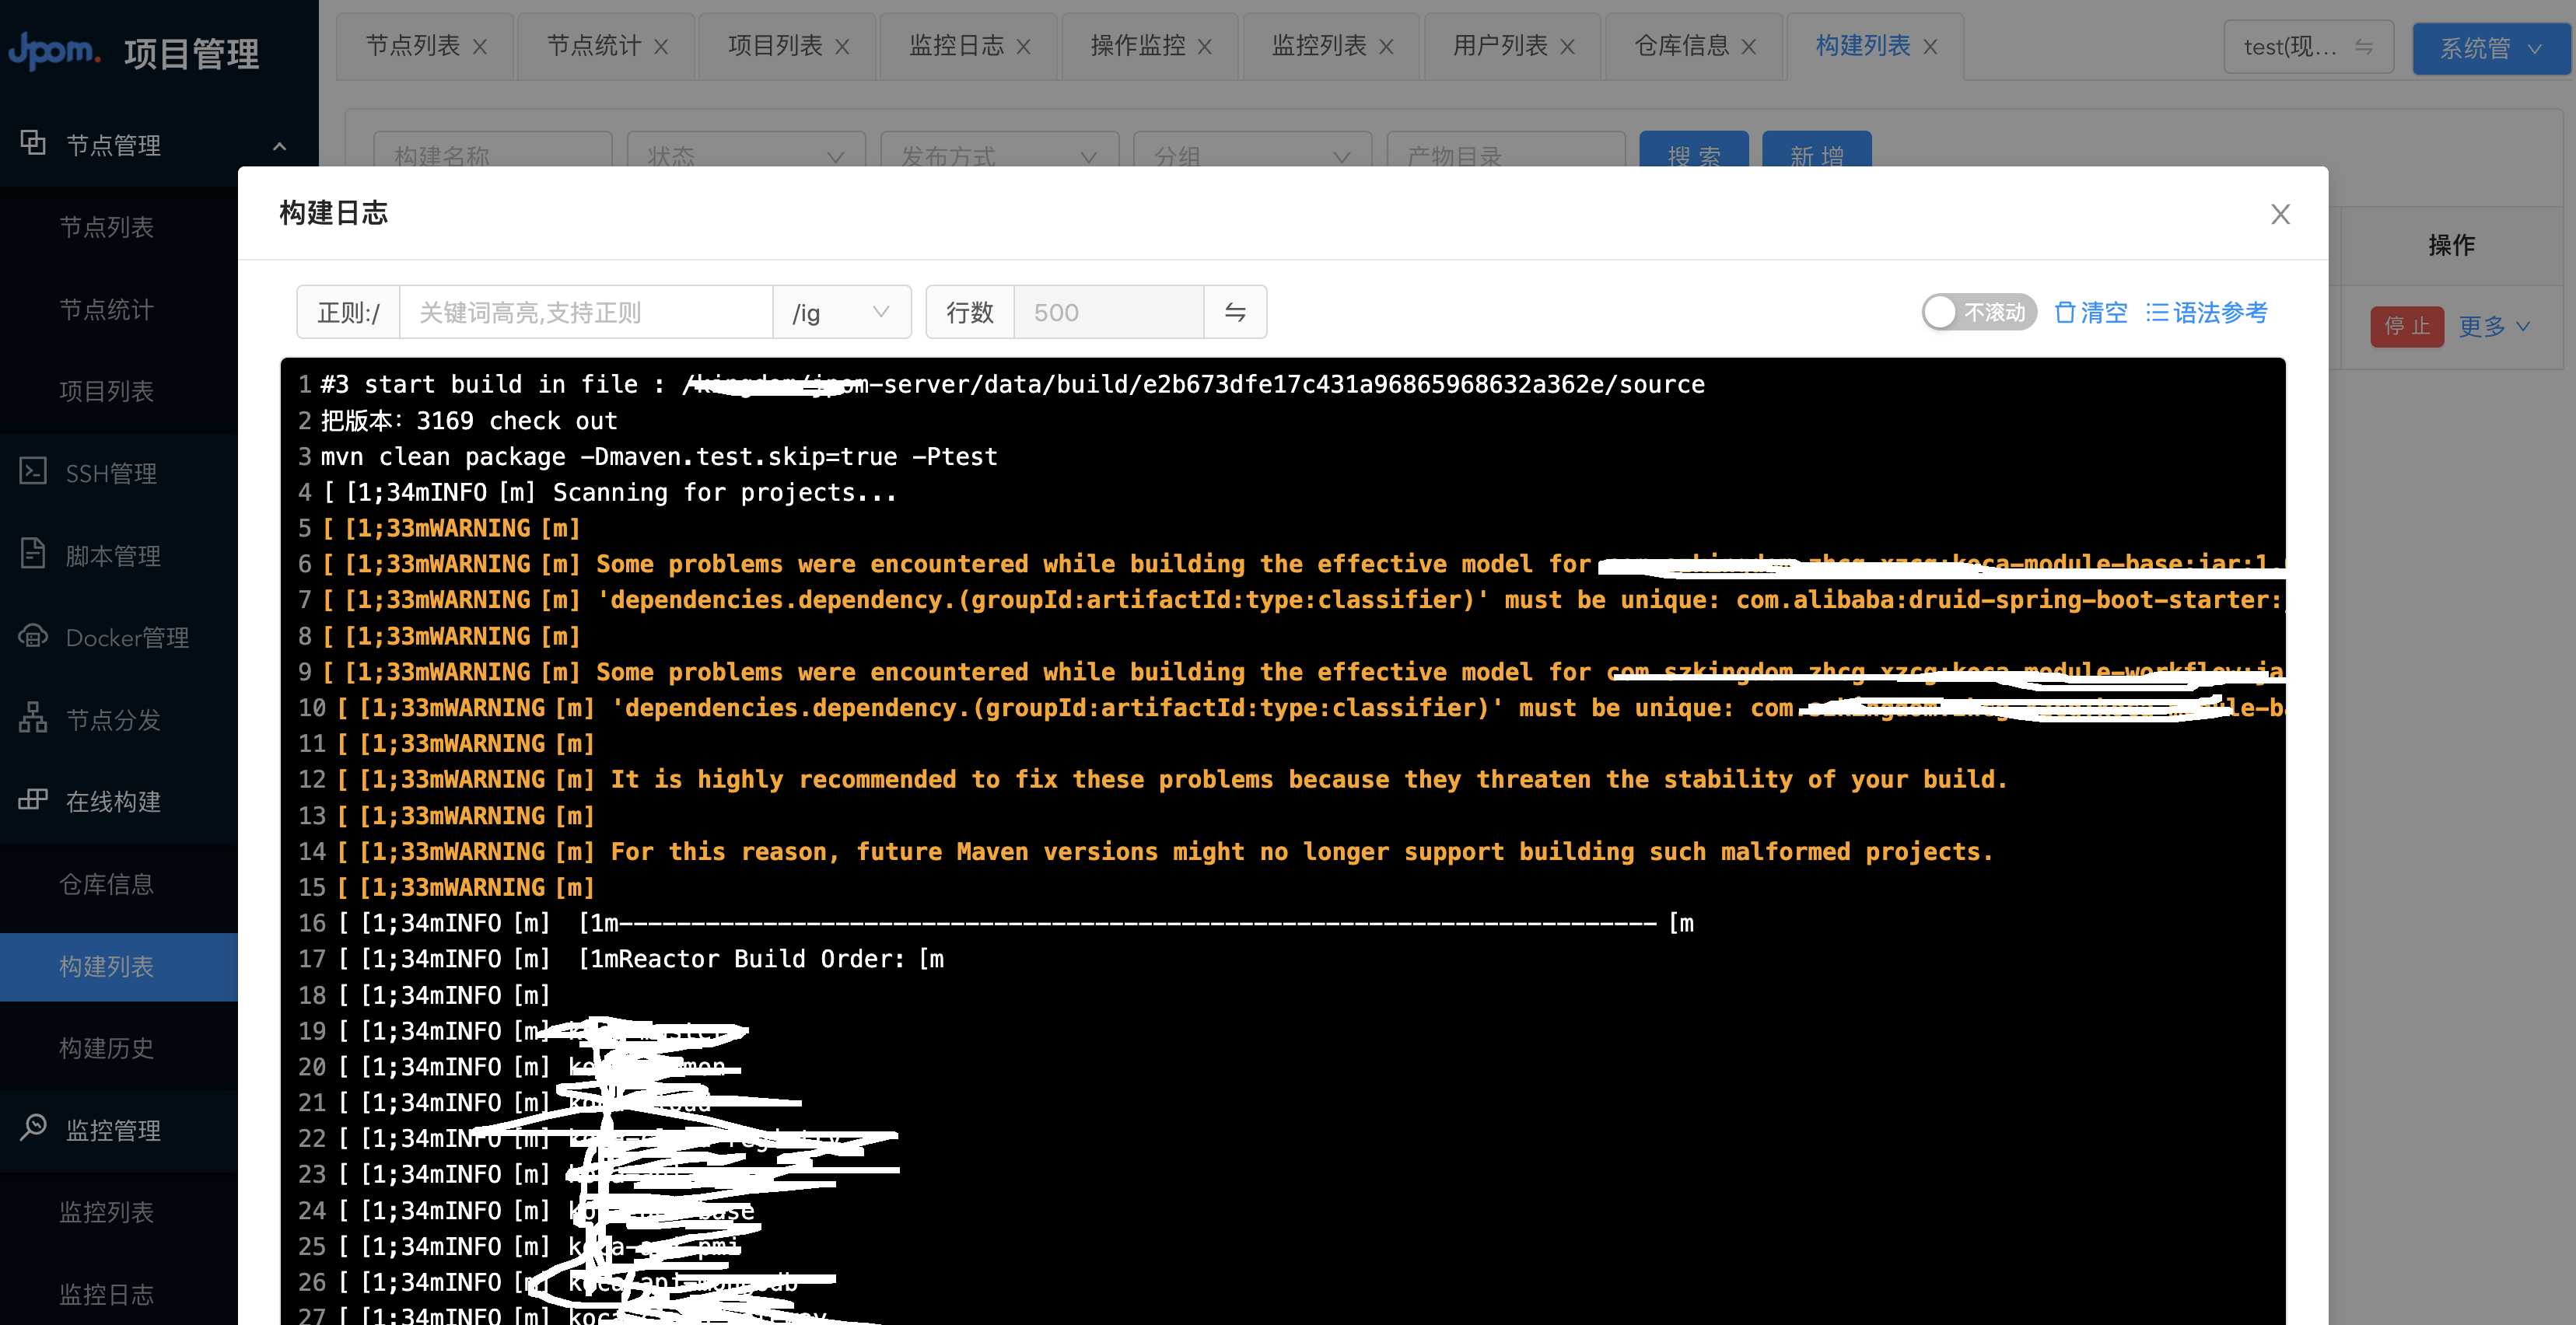 Jpom. 项目管理
节点列表 节点统计 项目列表 监控日志 操作监控 监控列表 用户列表 仓库信息 构建列表 test(现... 系统管
节点管理
构建名称 状态 发布方式 分组 产物目录 搜 索 新 增
构建日志
节点列表
操作
节点统计
正则:/ 关键词高亮,支持正则 /ig 行数 500 不滚动 清空 语法参考
停 止 更多
项目列表
SSH管理
脚本管理
Docker管理
节点分发
在线构建
仓库信息
构建列表
构建历史
监控管理
监控列表
监控日志
1 #3 start build in file : /-server/data/build/e2b673dfe17c431a96865968632a362e/source
2 把版本：3169 check out
3 mvn clean package -Dmaven.test.skip=true -Ptest
4 [ [1;34mINFO [m] Scanning for projects...
5 [ [1;33mWARNING [m]
6 [ [1;33mWARNING [m] Some problems were encountered while building the effective model for
7 [ [1;33mWARNING [m] 'dependencies.dependency.(groupId:artifactId:type:classifier)' must be unique: com.alibaba:druid-spring-boot-starter:
8 [ [1;33mWARNING [m]
9 [ [1;33mWARNING [m] Some problems were encountered while building the effective model for
10 [ [1;33mWARNING [m] 'dependencies.dependency.(groupId:artifactId:type:classifier)' must be unique: com.
11 [ [1;33mWARNING [m]
12 [ [1;33mWARNING [m] It is highly recommended to fix these problems because they threaten the stability of your build.
13 [ [1;33mWARNING [m]
14 [ [1;33mWARNING [m] For this reason, future Maven versions might no longer support building such malformed projects.
15 [ [1;33mWARNING [m]
16 [ [1;34mINFO [m] [1m------------------------------------------------------------------------ [m
17 [ [1;34mINFO [m] [1mReactor Build Order: [m
18 [ [1;34mINFO [m]
19 [ [1;34mINFO [m]
20 [ [1;34mINFO [m]
21 [ [1;34mINFO [m]
22 [ [1;34mINFO [m]
23 [ [1;34mINFO [m]
24 [ [1;34mINFO [m]
25 [ [1;34mINFO [m]
26 [ [1;34mINFO [m]
27 [ [1;34mINFO [m]